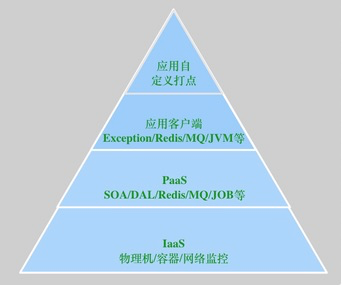 应用自
定义打点
应用客户端
Exception/Redis/MQ/JVM等
PaaS
SOA/DAL/Redis/MQ/JOB等
IaaS
物理机/容器/网络监控